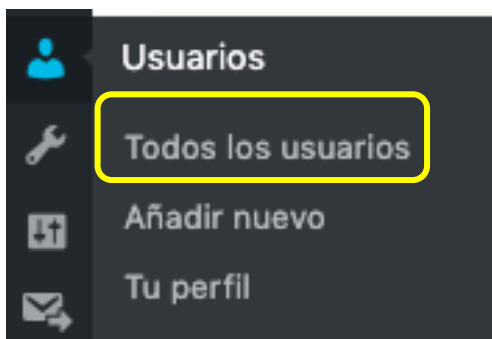 Usuarios
Todos los usuarios
Añadir nuevo
Tu perfil